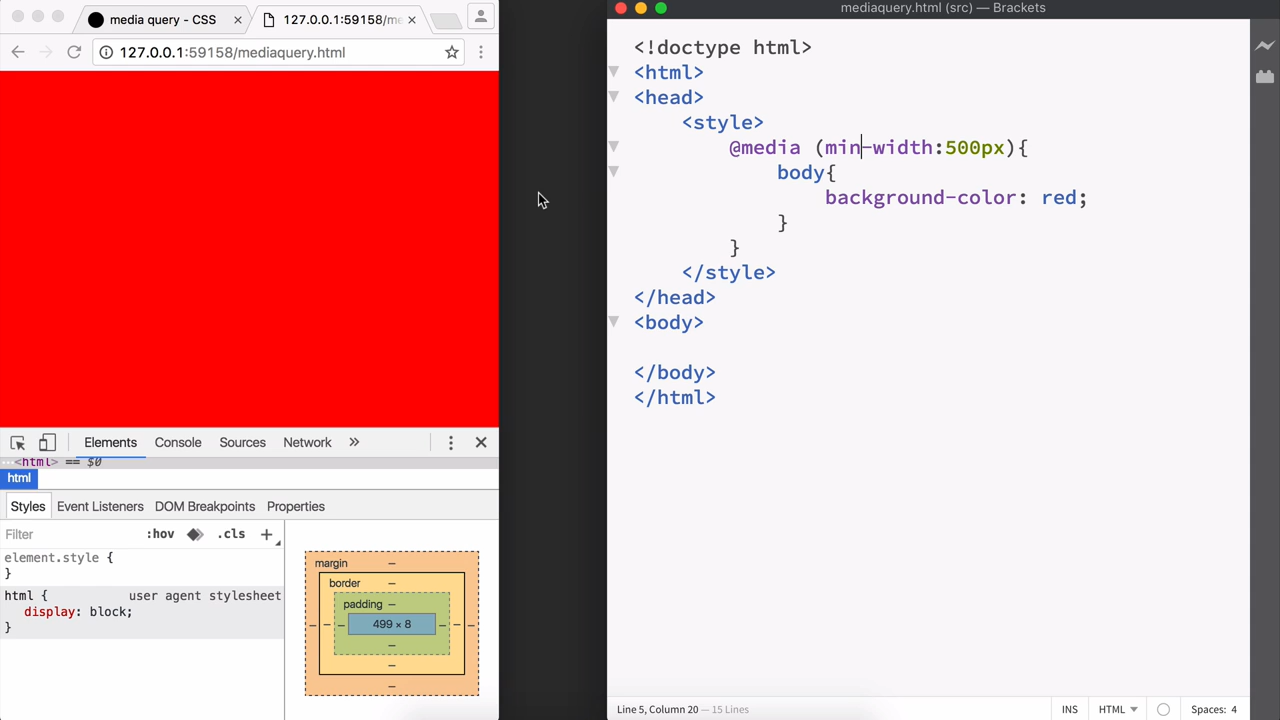 media query - CSS
127.0.0.1:59158/me
mediaquery.html (src) — Brackets
127.0.0.1:59158/mediaquery.html
<!doctype html>
<html>
<head>
<style>
@media (min-width:500px){
body{
background-color: red;
}
}
</style>
</head>
<body>
</body>
</html>
Elements Console Sources Network »
…<html> == $0
html
Styles Event Listeners DOM Breakpoints Properties
Filter :hov .cls +
element.style {
}
html { user agent stylesheet
display: block;
}
margin –
border –
padding –
– – – 499 × 8 – – –
–
–
–
Line 5, Column 20 — 15 Lines INS HTML Spaces: 4